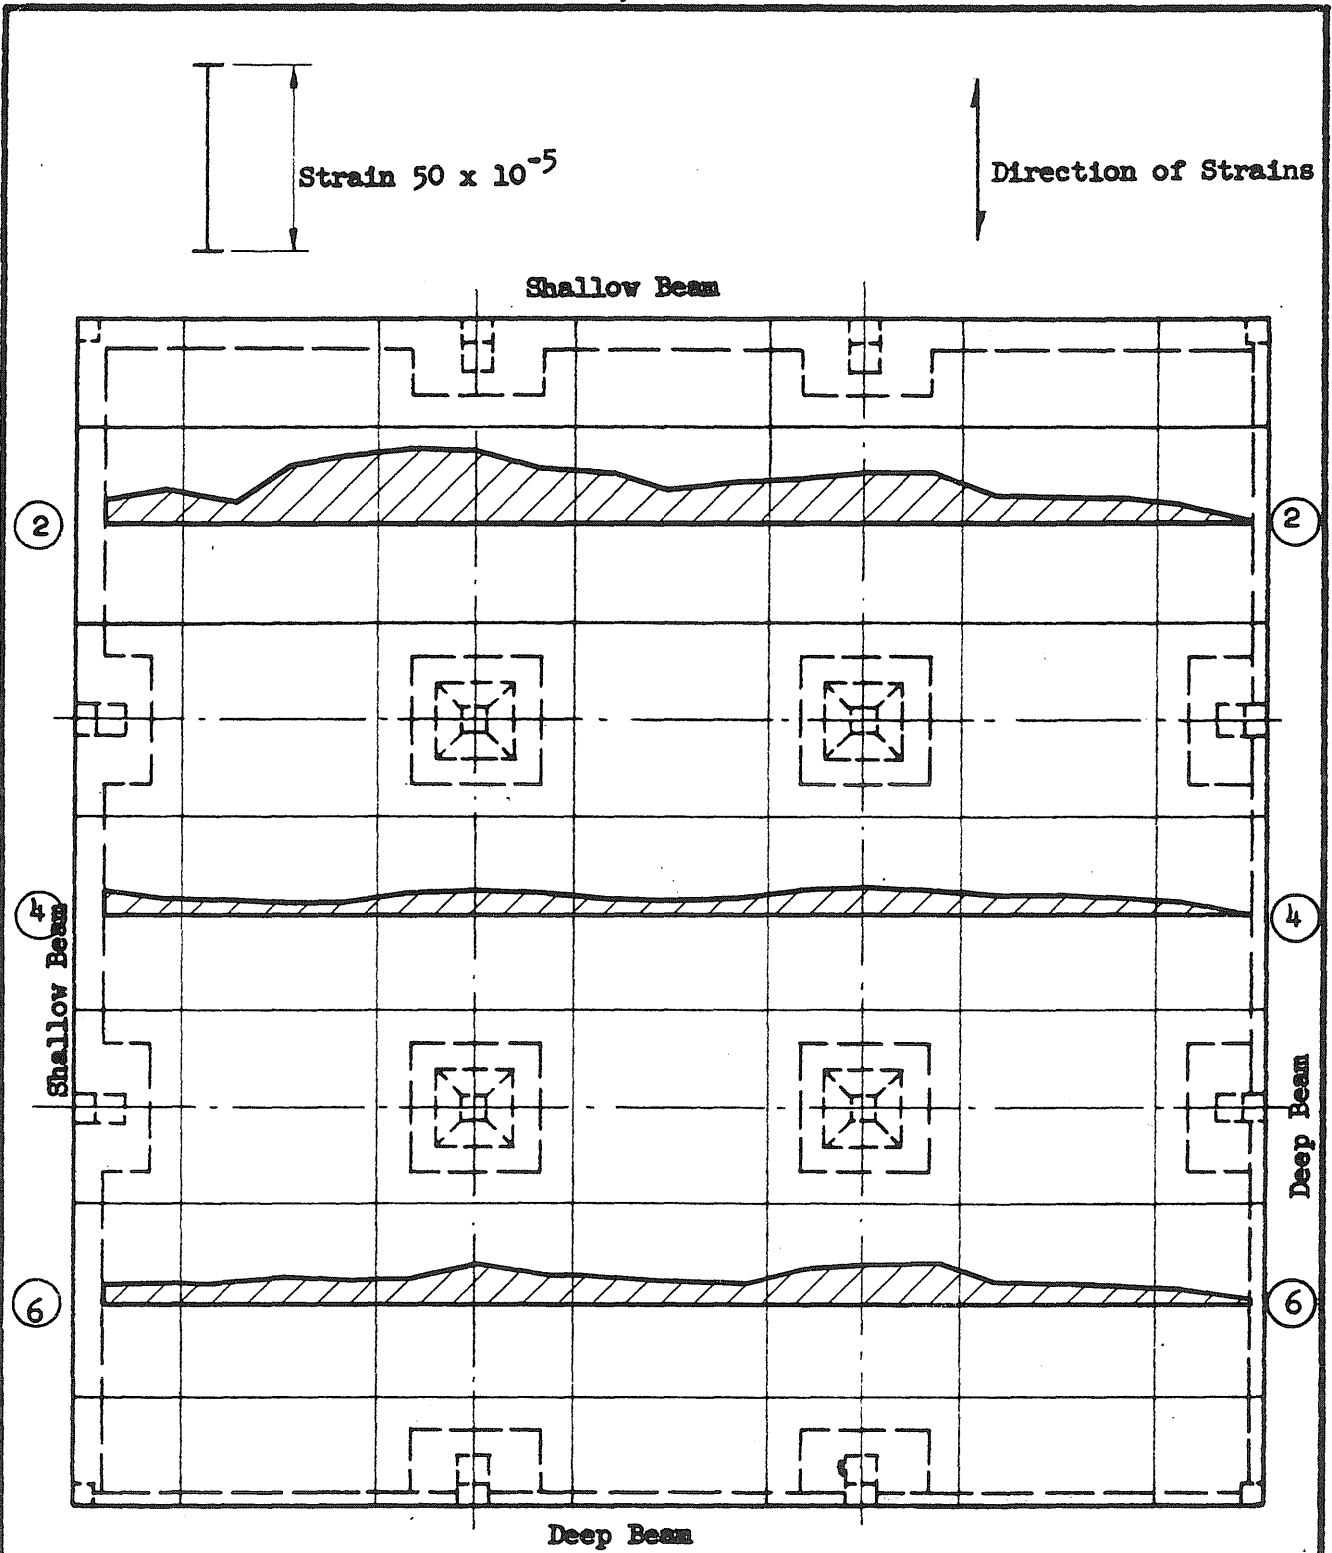 Strain 50 x 10⁻⁵
Direction of Strains
Shallow Beam
2
2
4
4
Shallow Beam
Deep Beam
6
6
Deep Beam